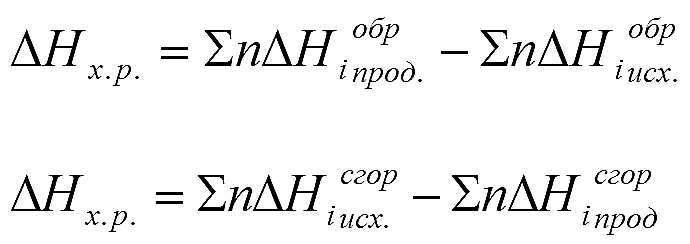 ΔH х.р. = ΣnΔH i прод. обр − ΣnΔH i исх. обр
ΔH х.р. = ΣnΔH i исх. сгор − ΣnΔH i прод сгор